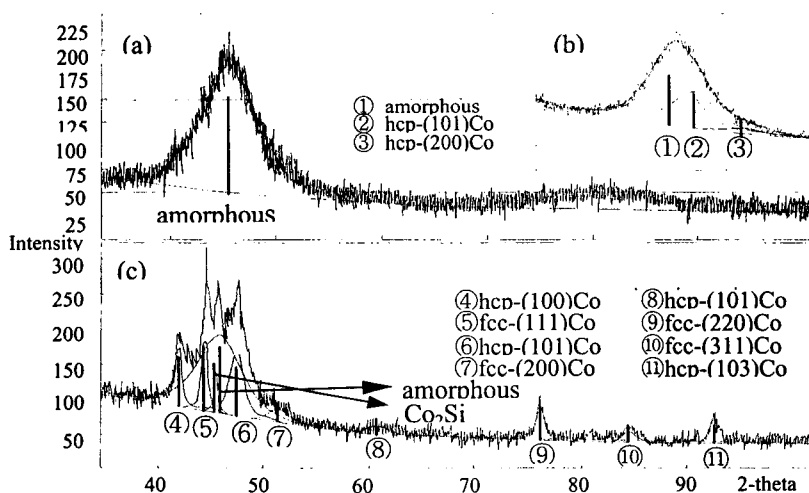 (a)
(b)
225
200
175
150
125
100
75
50
25
① amorphous
② hcp-(101)Co
③ hcp-(200)Co
① ② ③
amorphous
Intensity
(c)
300
250
200
150
100
50
④hcp-(100)Co
⑤fcc-(111)Co
⑥hcp-(101)Co
⑦fcc-(200)Co
⑧hcp-(101)Co
⑨fcc-(220)Co
⑩fcc-(311)Co
⑪hcp-(103)Co
amorphous
Co2Si
④ ⑤ ⑥ ⑦ ⑧ ⑨ ⑩ ⑪
40 50 60 70 80 90 2-theta